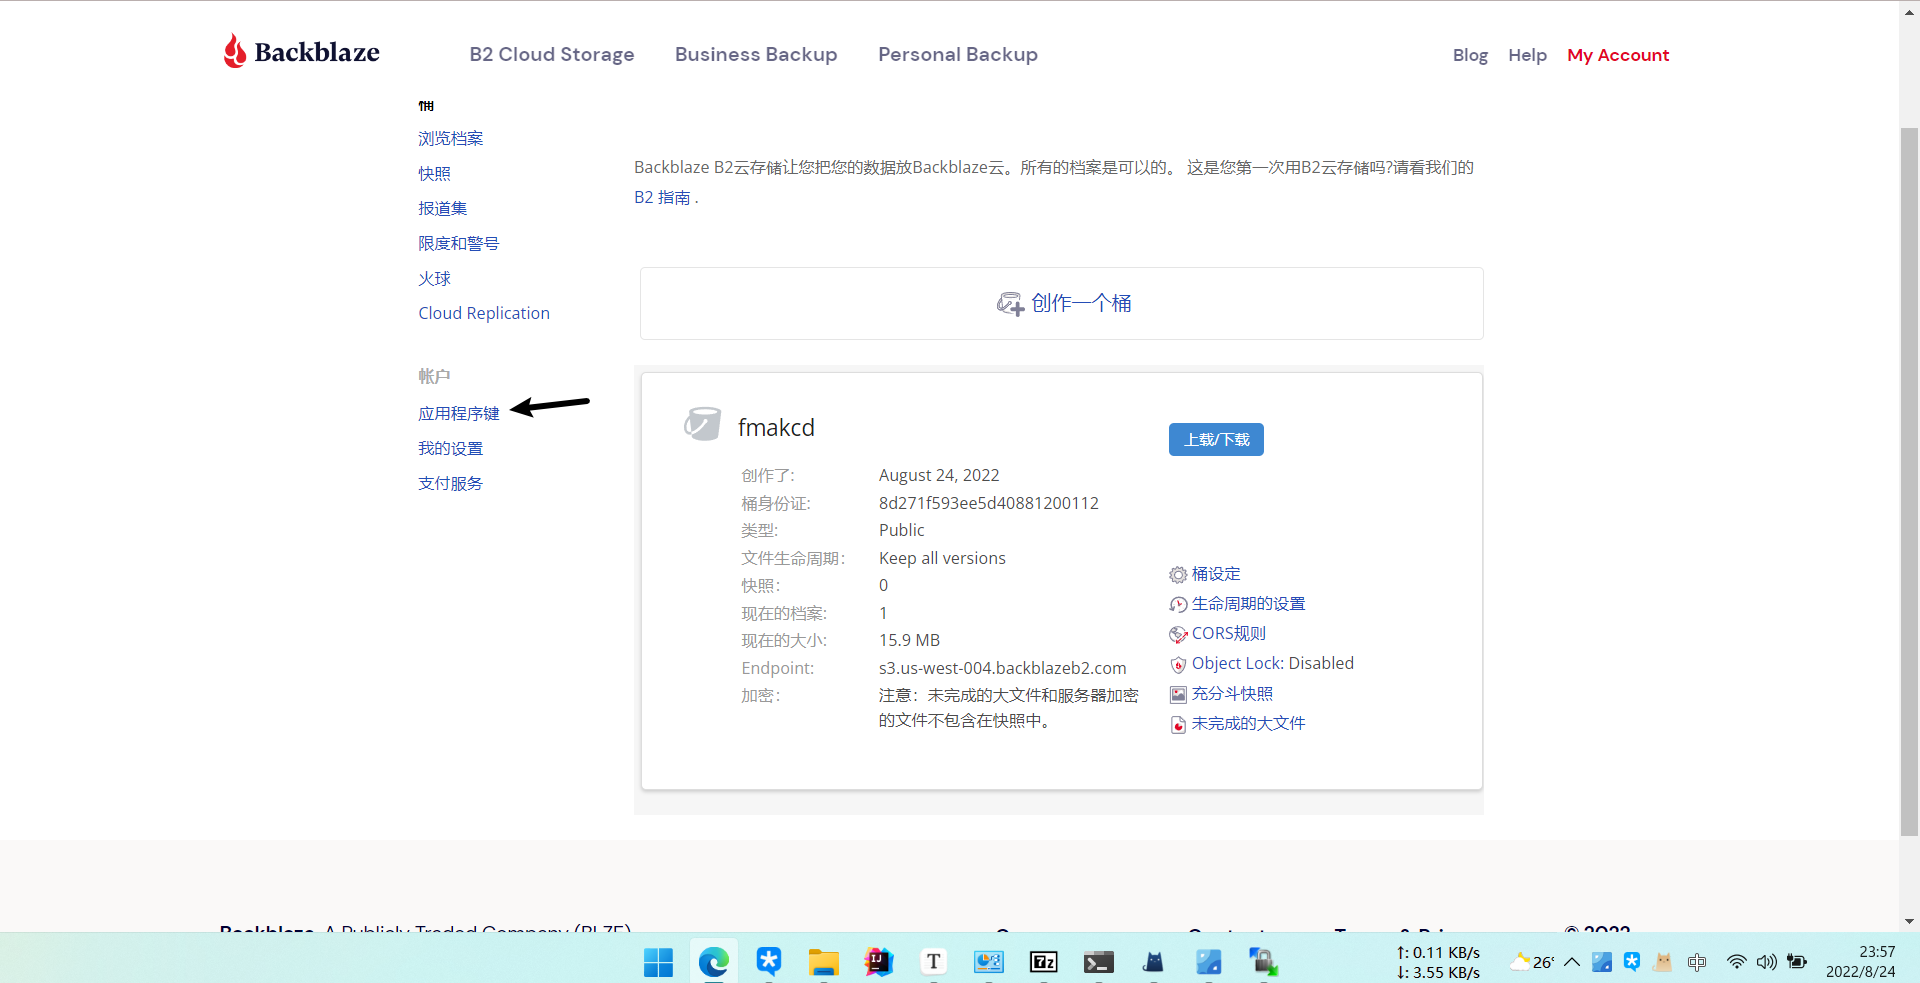 Backblaze
B2 Cloud Storage
Business Backup
Personal Backup
Blog
Help
My Account
浏览档案
快照
报道集
限度和警号
火球
Cloud Replication
帐户
应用程序键
我的设置
支付服务
Backblaze B2云存储让您把您的数据放Backblaze云。所有的档案是可以的。 这是您第一次用B2云存储吗?请看我们的
B2 指南 .
创作一个桶
fmakcd
上载/下载
创作了: August 24, 2022
桶身份证: 8d271f593ee5d40881200112
类型: Public
文件生命周期: Keep all versions
快照: 0
现在的档案: 1
现在的大小: 15.9 MB
Endpoint: s3.us-west-004.backblazeb2.com
加密: 注意：未完成的大文件和服务器加密
的文件不包含在快照中。
桶设定
生命周期的设置
CORS规则
Object Lock: Disabled
充分斗快照
未完成的大文件
Backblaze, A Publicly Traded Company (BLZE)
© 2022
IJ
T
7z
↑: 0.11 KB/s
↓: 3.55 KB/s
26°
中
23:57
2022/8/24